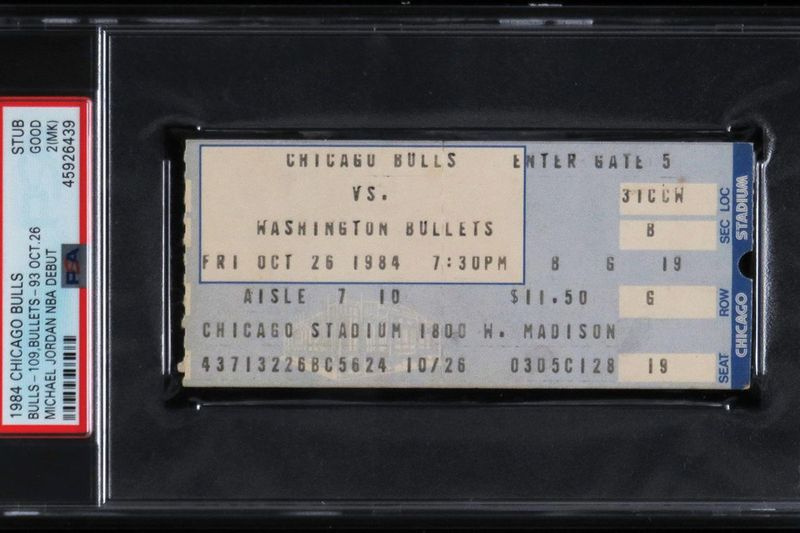 1984 CHICAGO BULLS
BULLS - 109, BULLETS - 93 OCT.26
MICHAEL JORDAN NBA DEBUT
STUB
GOOD
2(MK)
45926439
PSA
CHICAGO BULLS
VS.
WASHINGTON BULLETS
FRI OCT 26 1984 7:30PM
ENTER GATE 5
B G 19
AISLE 7 10 $11.50
CHICAGO STADIUM 1800 W. MADISON
43713226BC5624 10/26 0305C128
31CCW
B
G
19
SEC LOC
ROW
SEAT
CHICAGO STADIUM